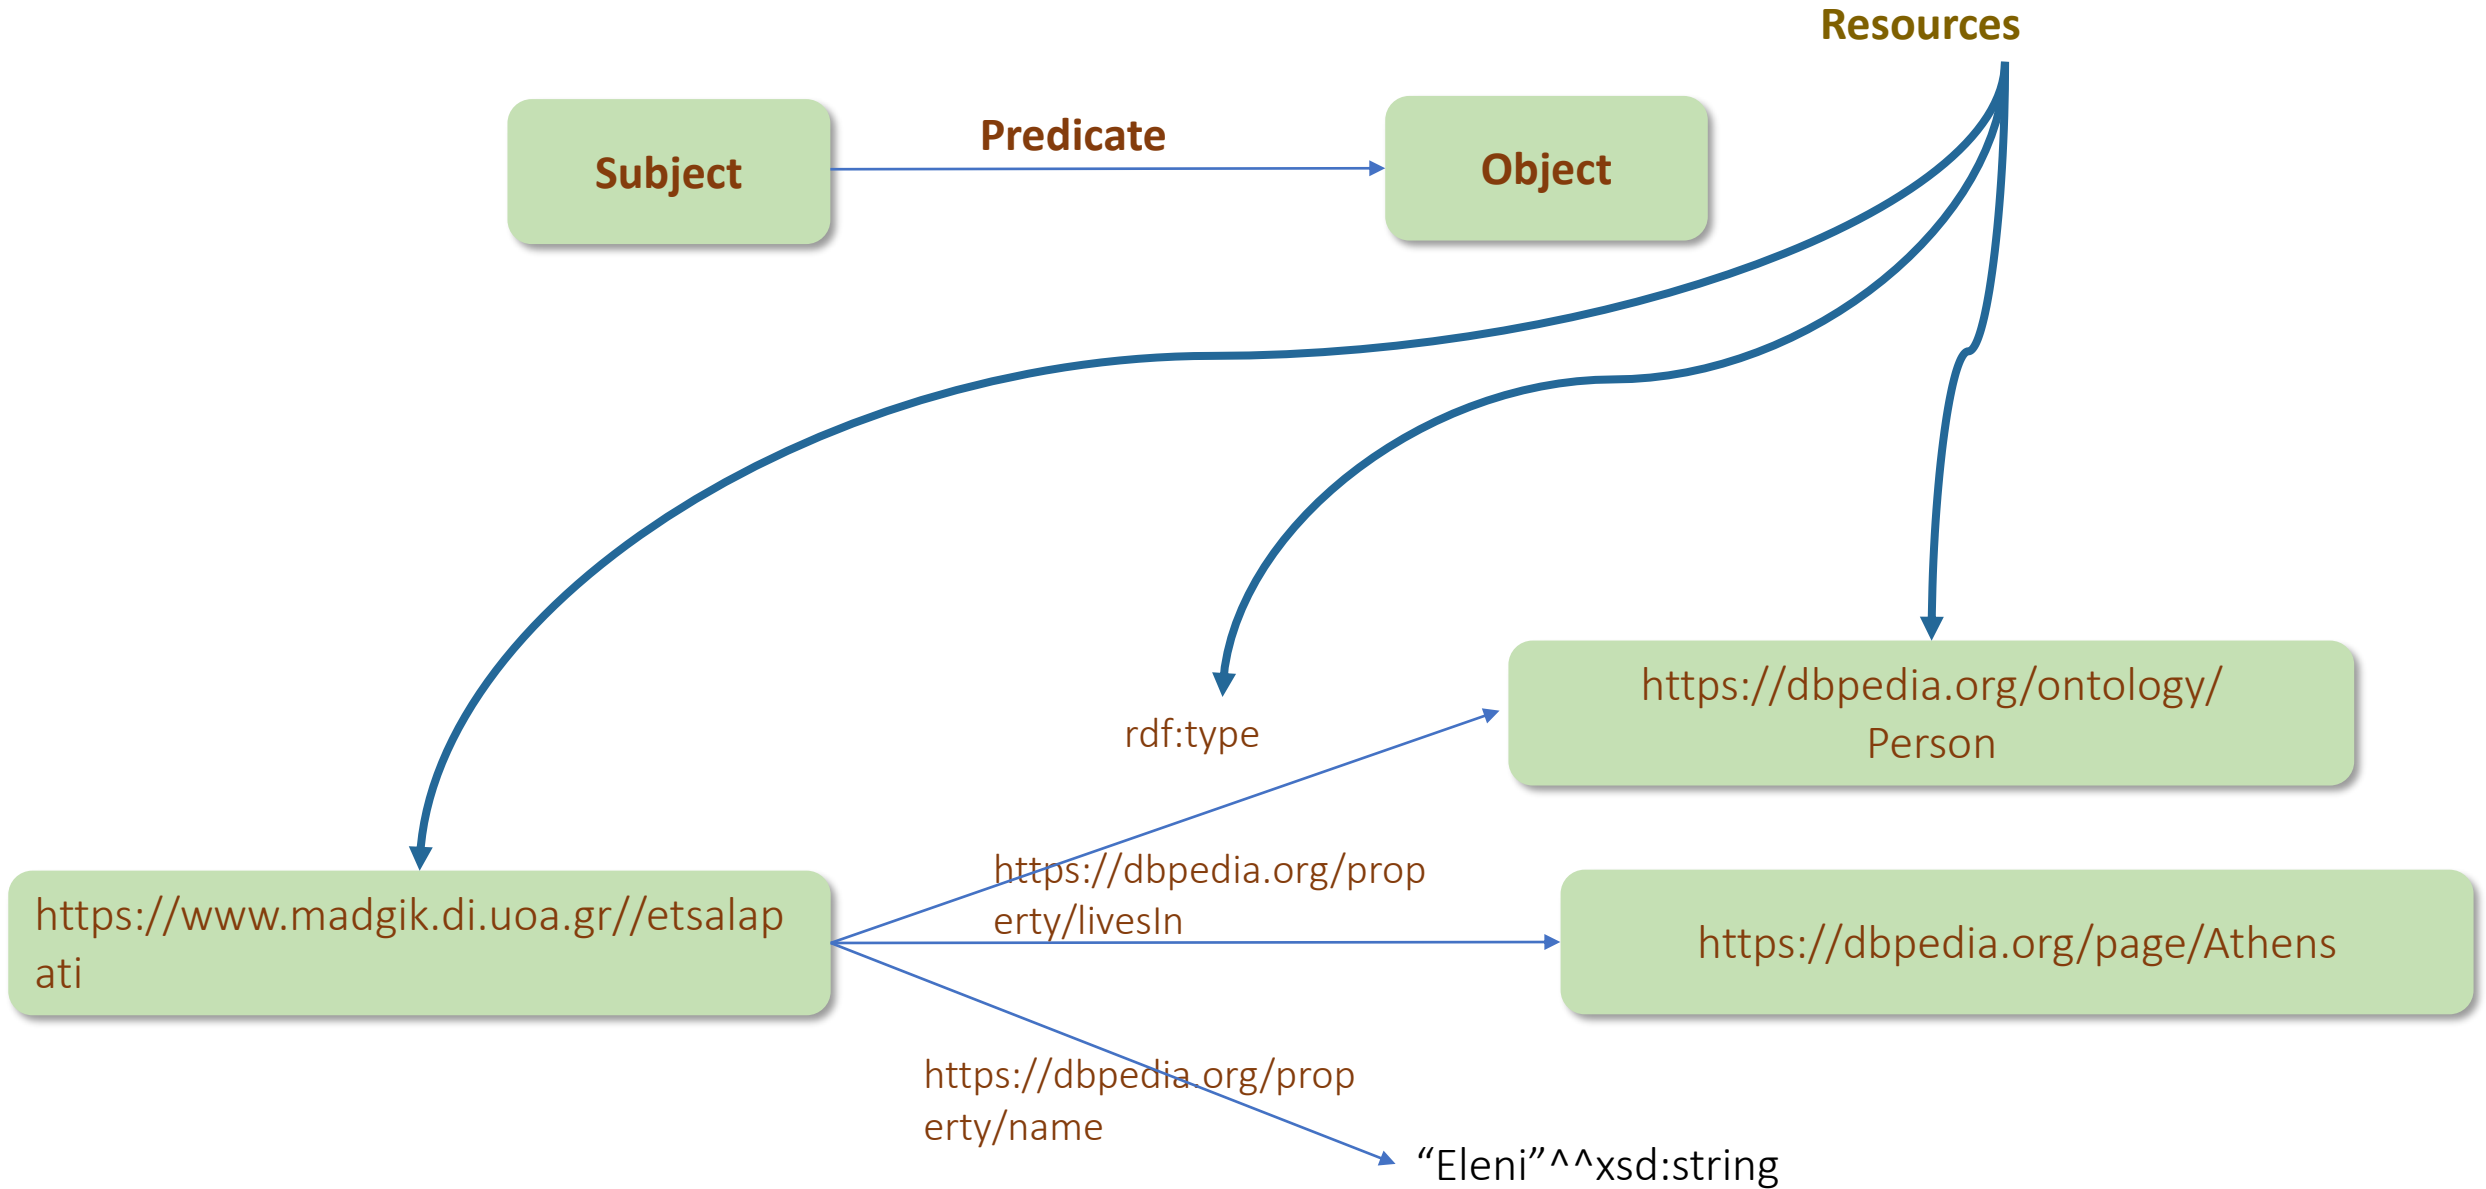 Resources
Predicate
Subject
Object
https://dbpedia.org/ontology/
Person
rdf:type
https://dbpedia.org/prop
erty/livesIn
https://www.madgik.di.uoa.gr//etsalap
ati
https://dbpedia.org/page/Athens
https://dbpedia.org/prop
erty/name
“Eleni”^^xsd:string